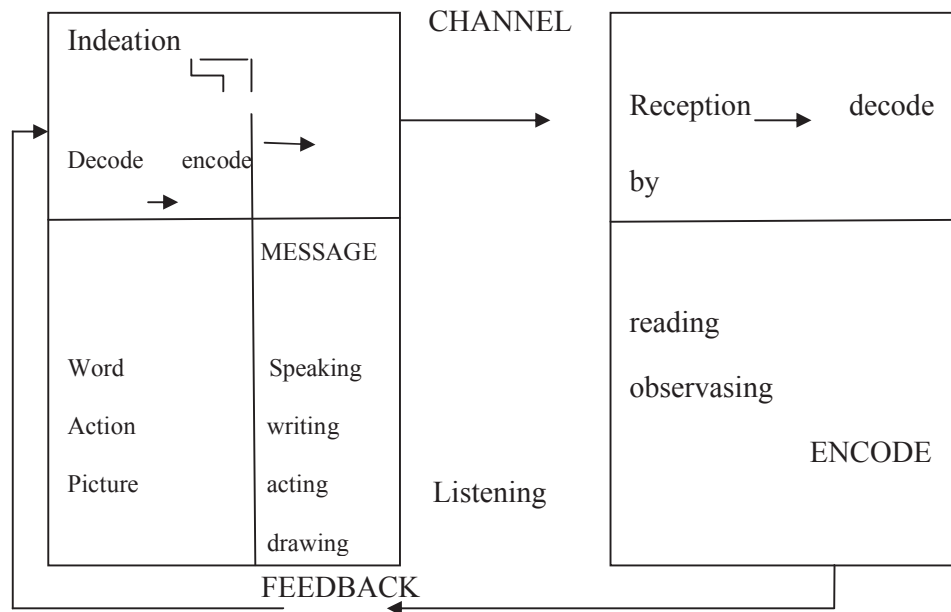 CHANNEL
Indeation
Reception decode
Decode encode
by
MESSAGE
reading
Word Speaking
observasing
Action writing
ENCODE
Picture acting
Listening
drawing
FEEDBACK